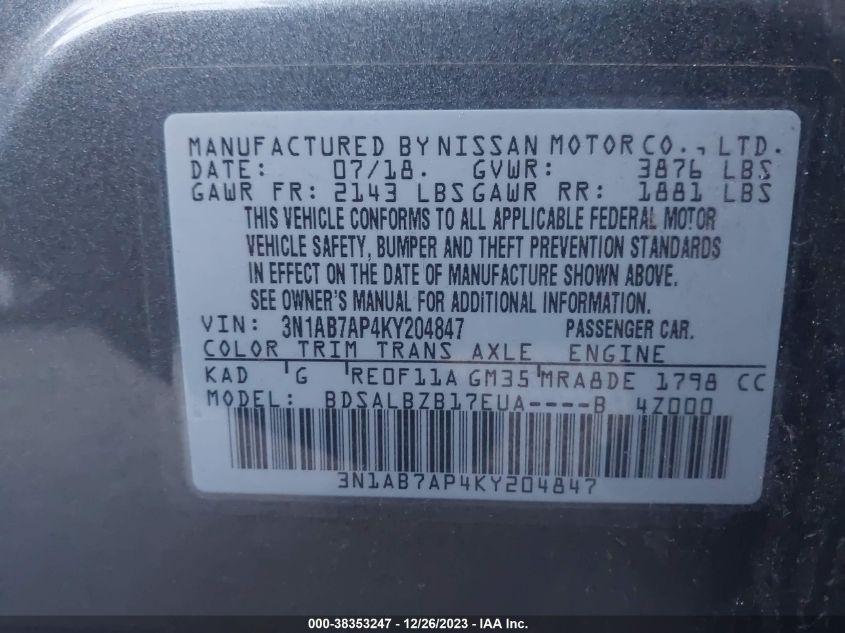 MANUFACTURED BY NISSAN MOTOR CO., LTD.
DATE: 07/18. GVWR: 3876 LBS
GAWR FR: 2143 LBS GAWR RR: 1881 LBS
THIS VEHICLE CONFORMS TO ALL APPLICABLE FEDERAL MOTOR
VEHICLE SAFETY, BUMPER AND THEFT PREVENTION STANDARDS
IN EFFECT ON THE DATE OF MANUFACTURE SHOWN ABOVE.
SEE OWNER'S MANUAL FOR ADDITIONAL INFORMATION.
VIN: 3N1AB7AP4KY204847 PASSENGER CAR.
COLOR TRIM TRANS AXLE ENGINE
KAD G RE0F11A GM35 MRA8DE 1798 CC
MODEL: BDSALBZB17EUA----B 4Z000
3N1AB7AP4KY204847
000-38353247 - 12/26/2023 - IAA Inc.